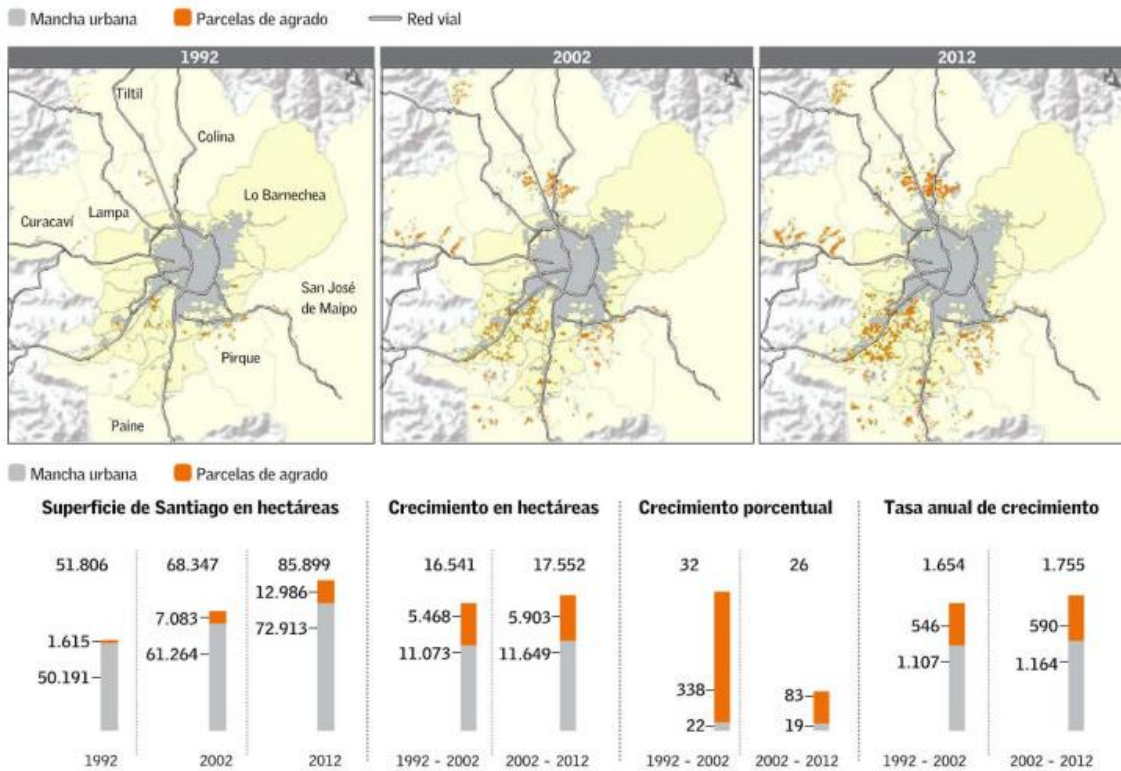 Mancha urbana Parcelas de agrado Red vial
1992 2002 2012
Tiltil
Colina
Lo Barnechea
Lampa
Curacaví
San José
de Maipo
Pirque
Paine
Mancha urbana Parcelas de agrado
Superficie de Santiago en hectáreas
51.806 68.347 85.899
12.986
7.083
72.913
1.615
61.264
50.191
1992 2002 2012
Crecimiento en hectáreas
16.541 17.552
5.468 5.903
11.073 11.649
1992 - 2002 2002 - 2012
Crecimiento porcentual
32 26
338 83
22 19
1992 - 2002 2002 - 2012
Tasa anual de crecimiento
1.654 1.755
546 590
1.107 1.164
1992 - 2002 2002 - 2012